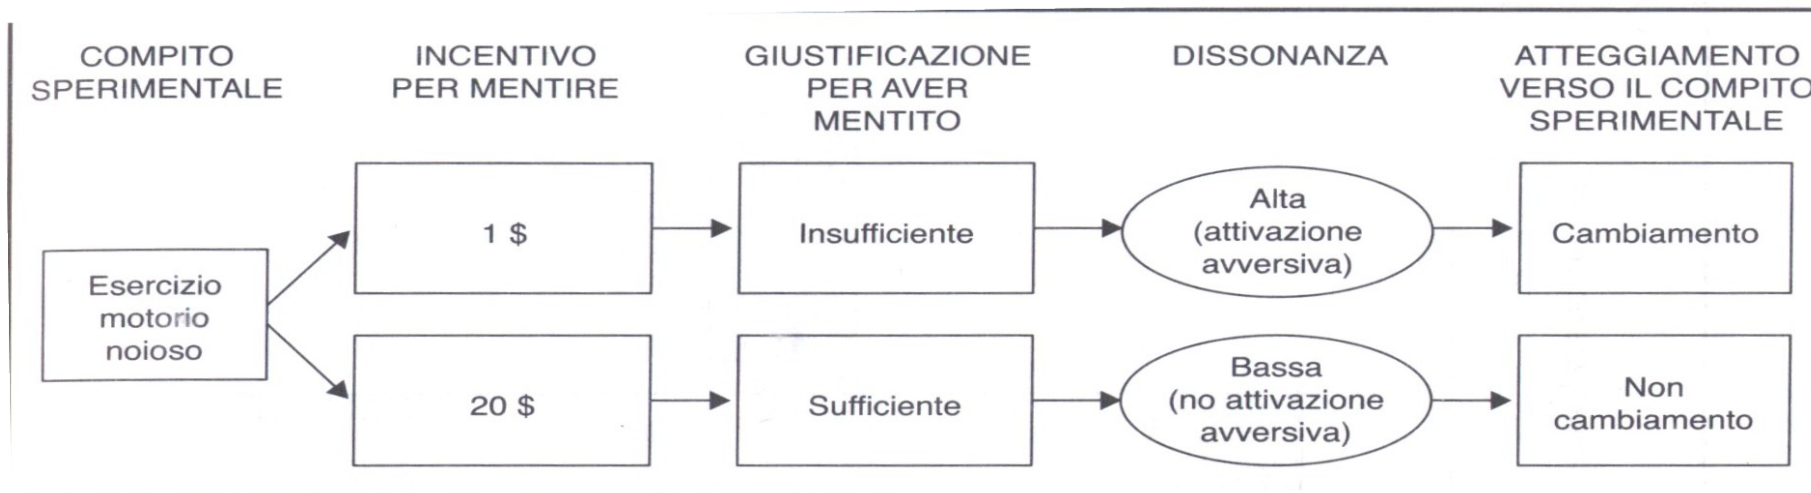 COMPITO
SPERIMENTALE
INCENTIVO
PER MENTIRE
GIUSTIFICAZIONE
PER AVER
MENTITO
DISSONANZA
ATTEGGIAMENTO
VERSO IL COMPITO
SPERIMENTALE
Esercizio
motorio
noioso
1 $
Insufficiente
Alta
(attivazione
avversiva)
Cambiamento
20 $
Sufficiente
Bassa
(no attivazione
avversiva)
Non
cambiamento